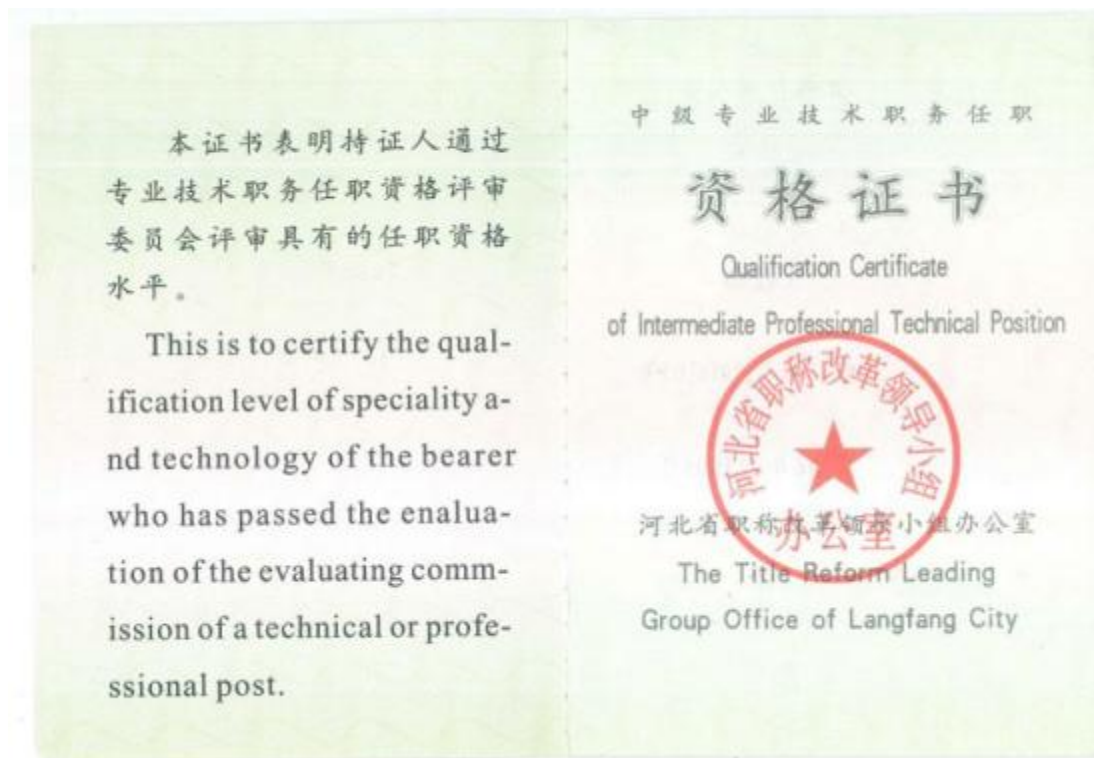 本证书表明持证人通过
专业技术职务任职资格评审
委员会评审具有的任职资格
水平。
This is to certify the qual-
ification level of speciality a-
nd technology of the bearer
who has passed the enalua-
tion of the evaluating comm-
ission of a technical or profe-
ssional post.
中级专业技术职务任职
资格证书
Qualification Certificate
of Intermediate Professional Technical Position
河北省职称改革领导小组
办公室
河北省职称改革领导小组办公室
The Title Reform Leading
Group Office of Langfang City